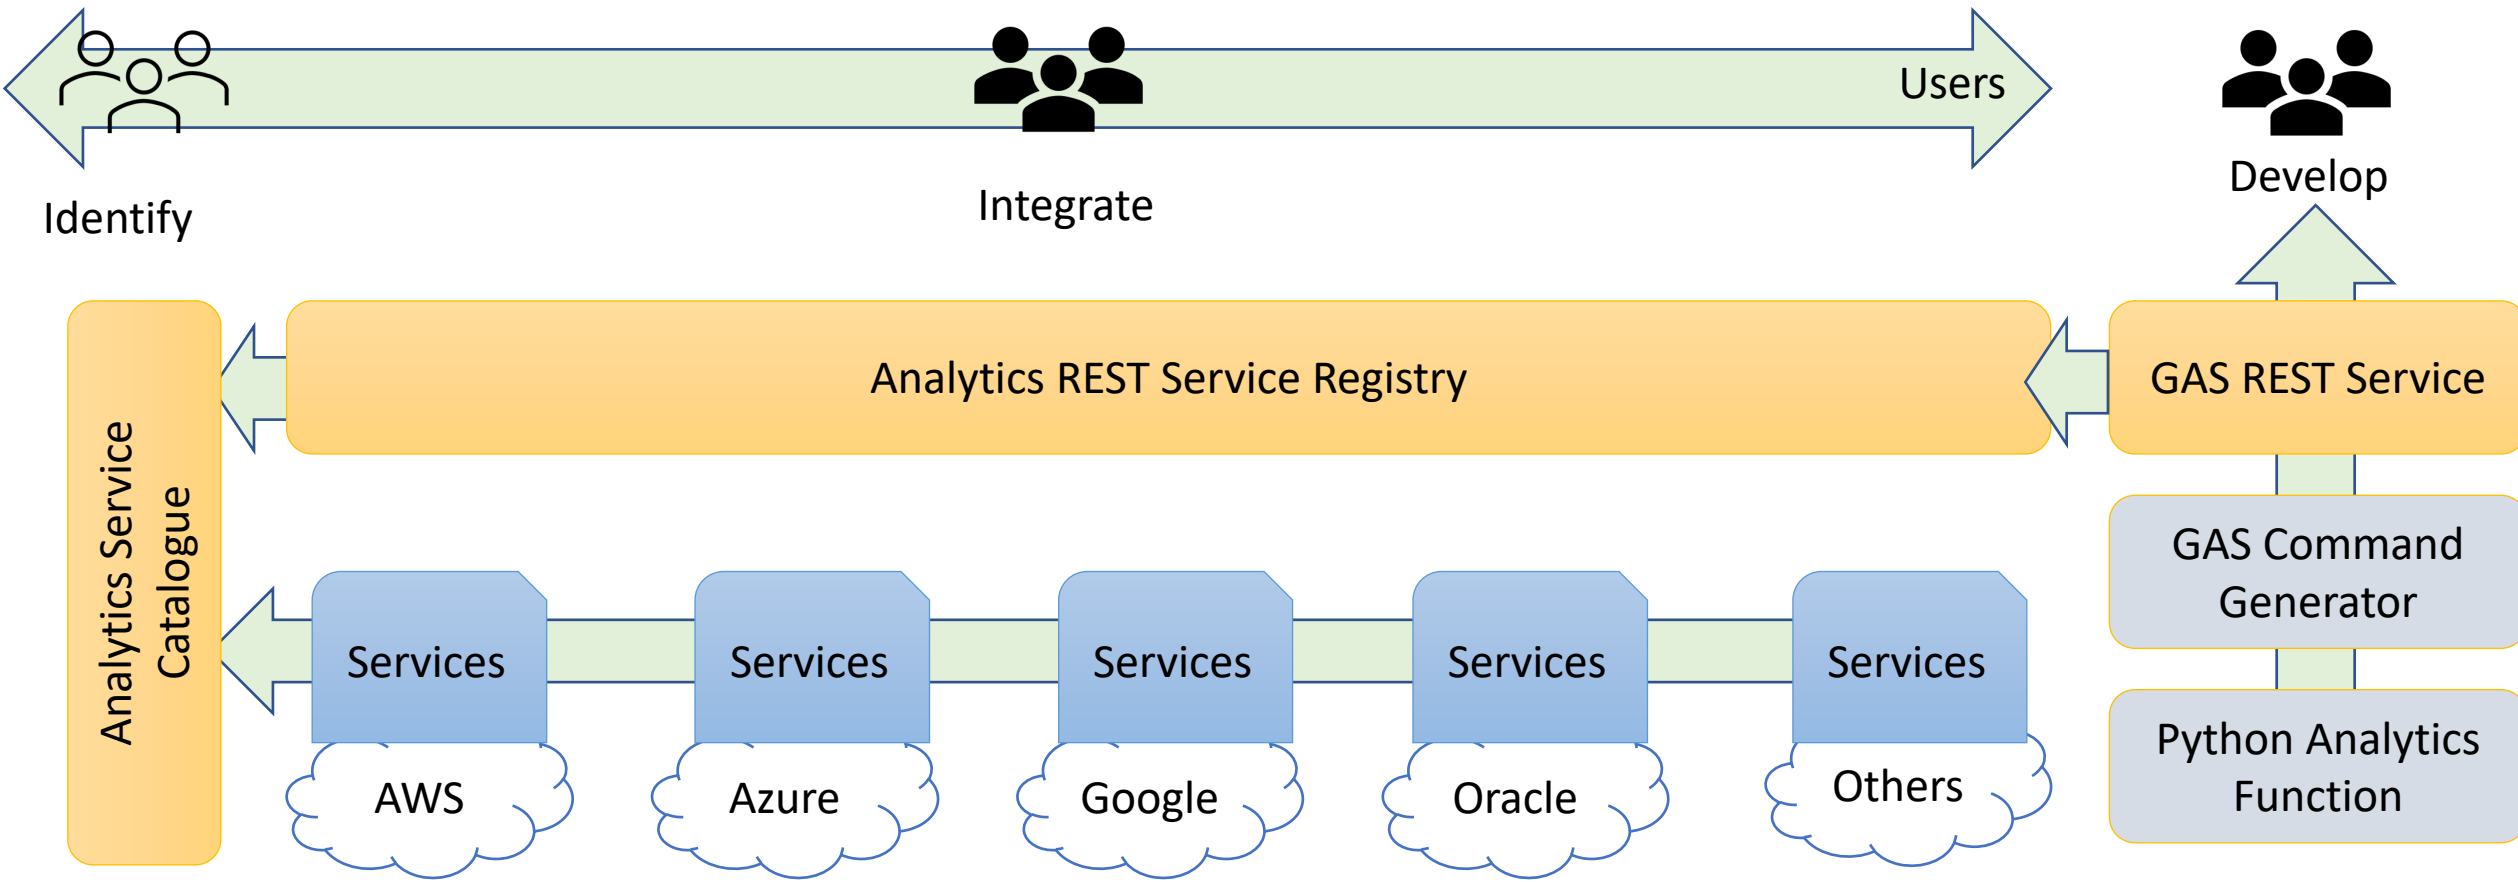 Users
Identify
Integrate
Develop
Analytics Service
Catalogue
Analytics REST Service Registry
GAS REST Service
GAS Command
Generator
Python Analytics
Function
Services
Services
Services
Services
Services
AWS
Azure
Google
Oracle
Others